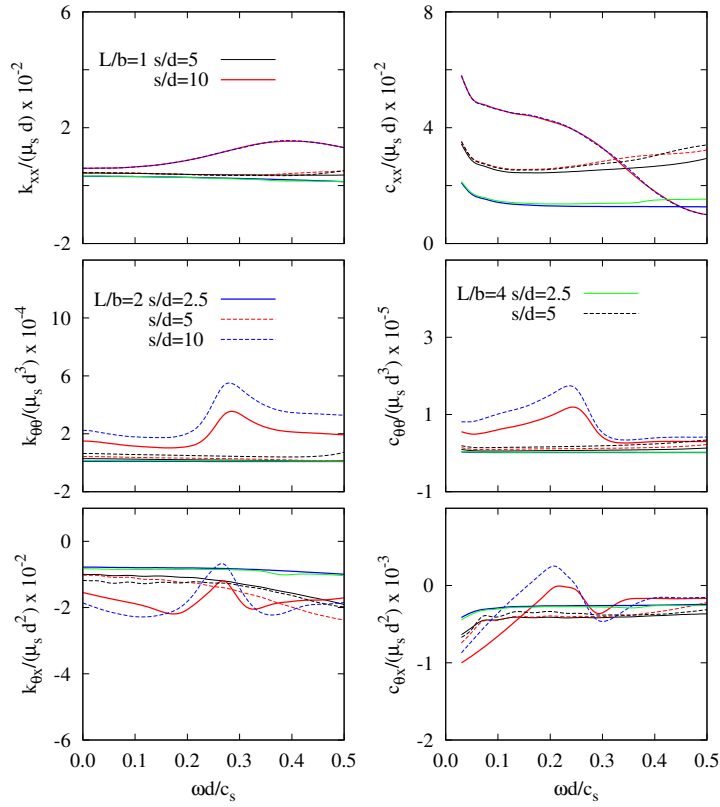 6
2
-2
k_xx/(μ_s d) x 10^-2
L/b=1 s/d=5
s/d=10
8
4
0
c_xx/(μ_s d) x 10^-2
10
6
2
-2
k_θθ/(μ_s d^3) x 10^-4
L/b=2 s/d=2.5
s/d=5
s/d=10
3
1
-1
c_θθ/(μ_s d^3) x 10^-5
L/b=4 s/d=2.5
s/d=5
0
-2
-4
-6
k_θx/(μ_s d^2) x 10^-2
0.0 0.1 0.2 0.3 0.4 0.5
ωd/c_s
-0
-1
-2
c_θx/(μ_s d^2) x 10^-3
0.0 0.1 0.2 0.3 0.4 0.5
ωd/c_s